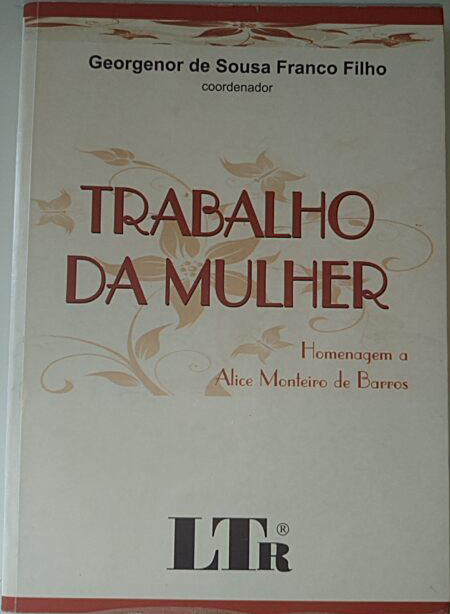 Georgenor de Sousa Franco Filho
coordenador
TRABALHO
DA MULHER
Homenagem a
Alice Monteiro de Barros
LTR®